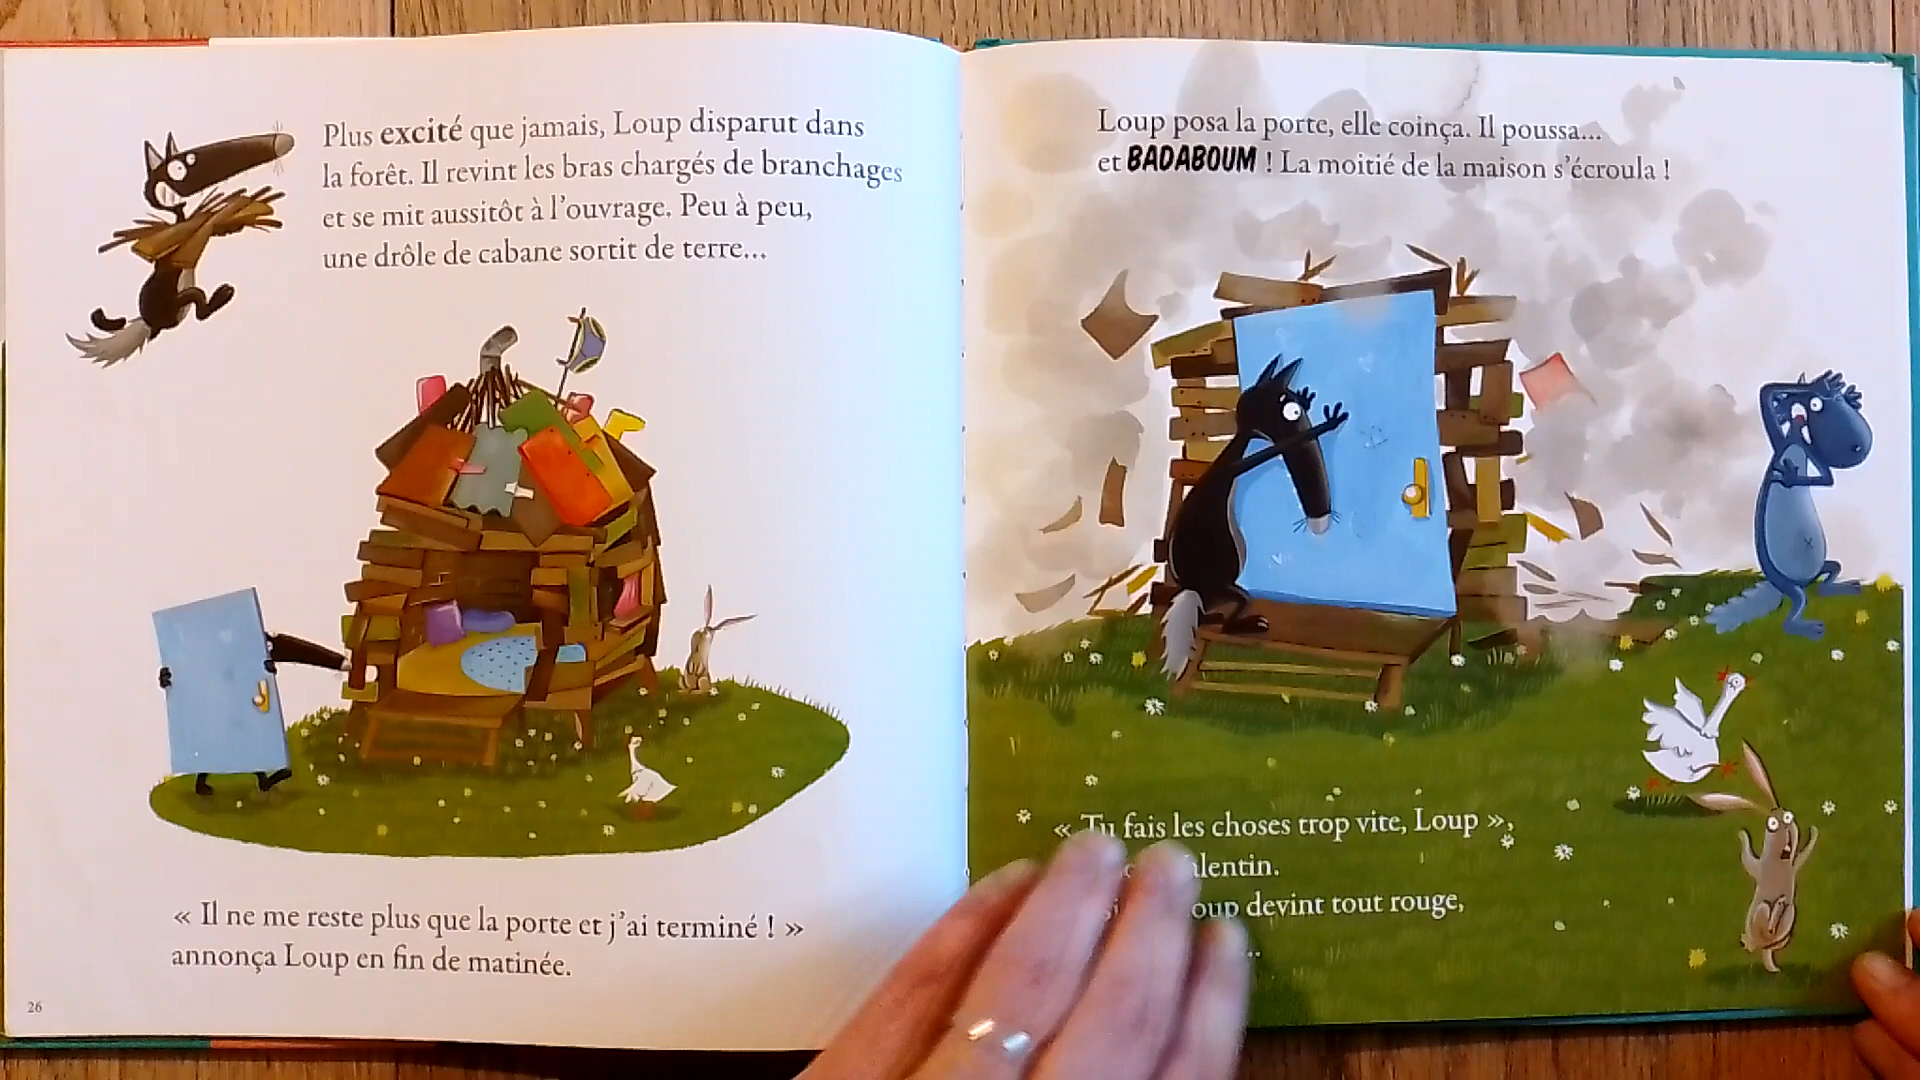 Plus excité que jamais, Loup disparut dans
la forêt. Il revint les bras chargés de branchages
et se mit aussitôt à l'ouvrage. Peu à peu,
une drôle de cabane sortit de terre...
« Il ne me reste plus que la porte et j'ai terminé ! »
annonça Loup en fin de matinée.
26
Loup posa la porte, elle coinça. Il poussa...
et BADABOUM ! La moitié de la maison s'écroula !
« Tu fais les choses trop vite, Loup »,
devint tout rouge,